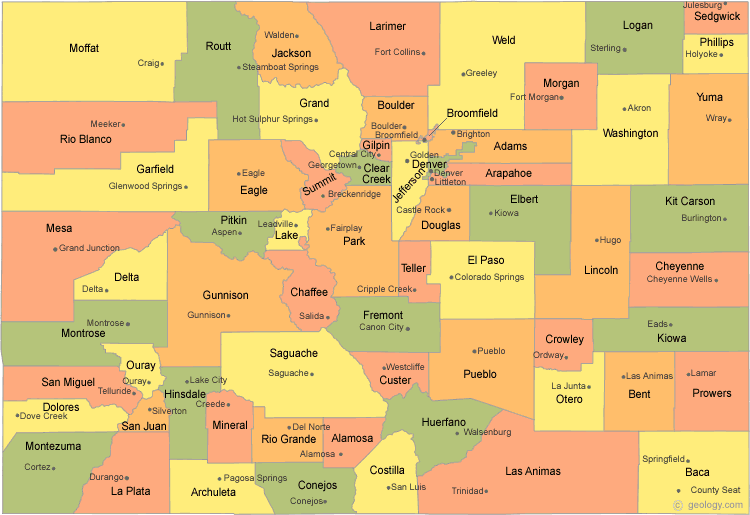 Julesburg
Sedgwick
Larimer
Logan
Weld
Walden
Moffat
Routt
Jackson
Fort Collins
Sterling
Phillips
Holyoke
Craig
Steamboat Springs
Greeley
Morgan
Fort Morgan
Yuma
Grand
Boulder
Broomfield
Akron
Hot Sulphur Springs
Boulder
Washington
Wray
Meeker
Rio Blanco
Broomfield
Brighton
Gilpin
Adams
Central City
Golden
Garfield
Georgetown
Clear
Creek
Denver
Eagle
Denver
Arapahoe
Glenwood Springs
Eagle
Summit
Jefferson
Littleton
Breckenridge
Elbert
Kit Carson
Mesa
Pitkin
Leadville
Castle Rock
Kiowa
Burlington
Aspen
Lake
Fairplay
Douglas
Park
Hugo
Grand Junction
El Paso
Cheyenne
Delta
Teller
Lincoln
Colorado Springs
Cheyenne Wells
Delta
Gunnison
Chaffee
Cripple Creek
Montrose
Gunnison
Salida
Fremont
Canon City
Eads
Kiowa
Montrose
Crowley
Saguache
Pueblo
Ordway
Ouray
Westcliffe
Custer
Pueblo
San Miguel
Ouray
Lake City
Saguache
La Junta
Las Animas
Lamar
Telluride
Hinsdale
Otero
Bent
Prowers
Dolores
Creede
Dove Creek
Silverton
San Juan
Mineral
Del Norte
Huerfano
Montezuma
Rio Grande
Alamosa
Walsenburg
Alamosa
Cortez
Durango
Pagosa Springs
Costilla
Las Animas
Springfield
Baca
La Plata
Archuleta
Conejos
San Luis
Trinidad
County Seat
Conejos
© geology.com